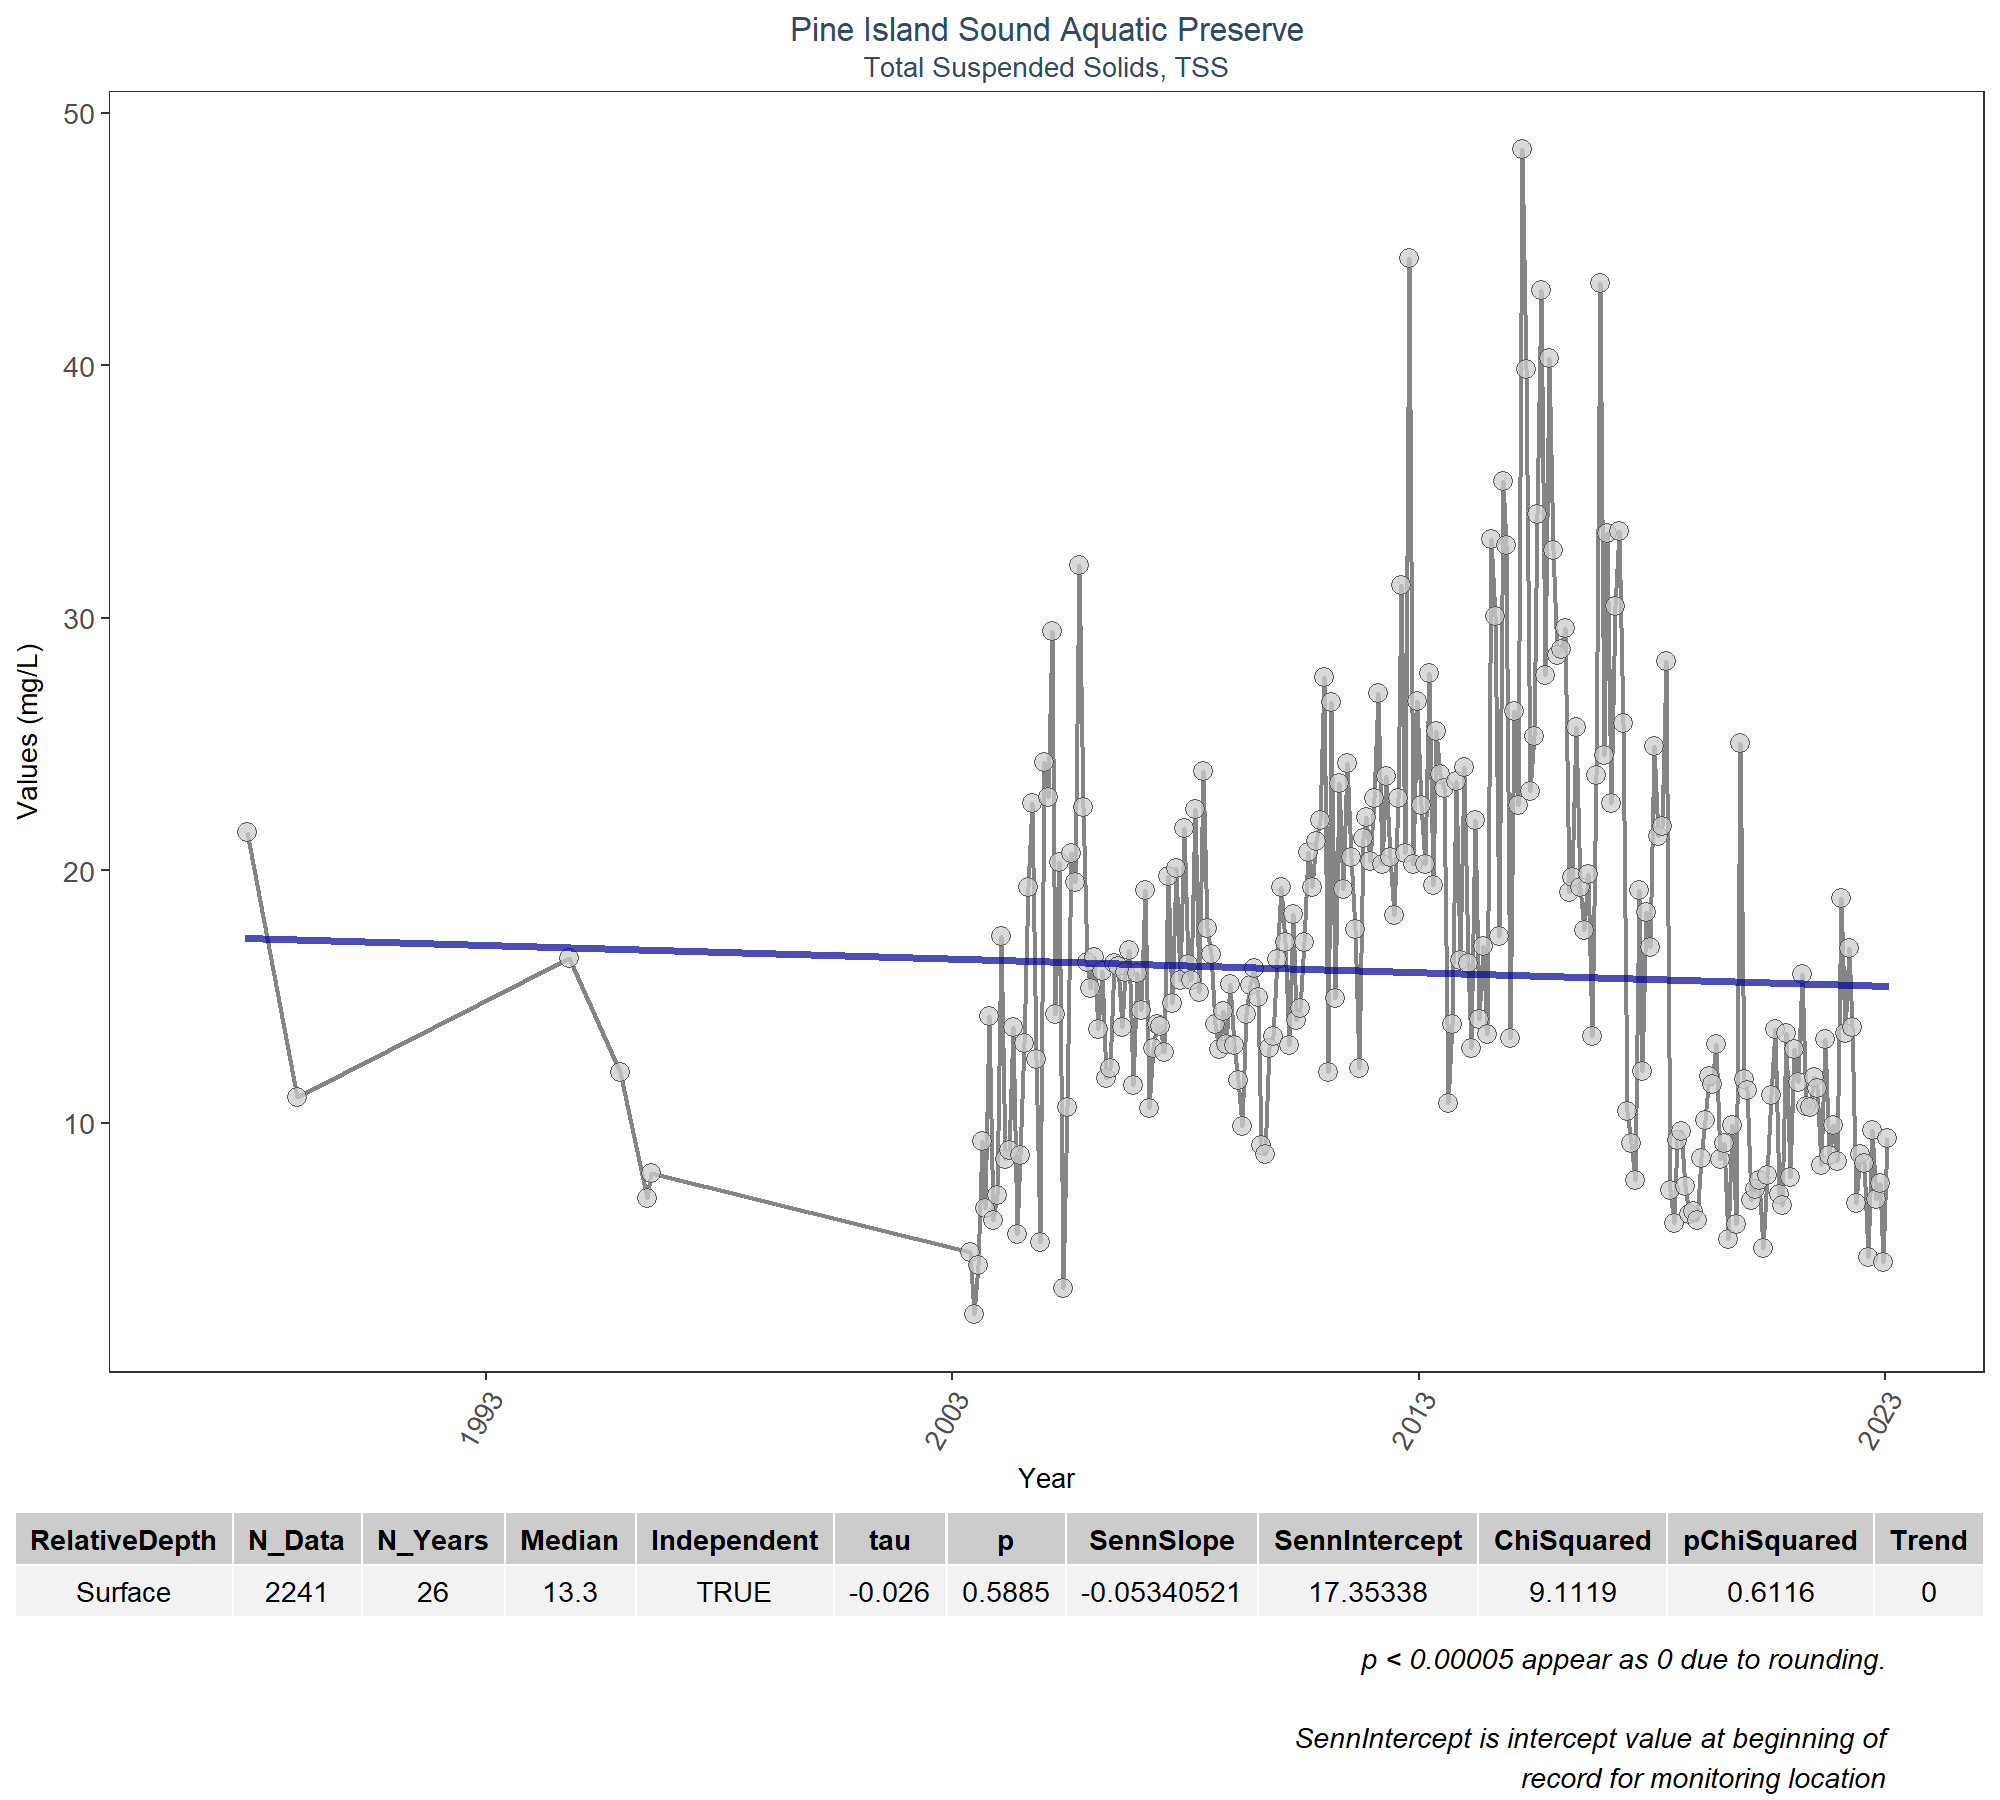 Pine Island Sound Aquatic Preserve
Total Suspended Solids, TSS
50
40
30
20
10
Values (mg/L)
1993
2003
2013
2023
Year
RelativeDepth N_Data N_Years Median Independent tau p SennSlope SennIntercept ChiSquared pChiSquared Trend
Surface 2241 26 13.3 TRUE -0.026 0.5885 -0.05340521 17.35338 9.1119 0.6116 0
p < 0.00005 appear as 0 due to rounding.
SennIntercept is intercept value at beginning of
record for monitoring location